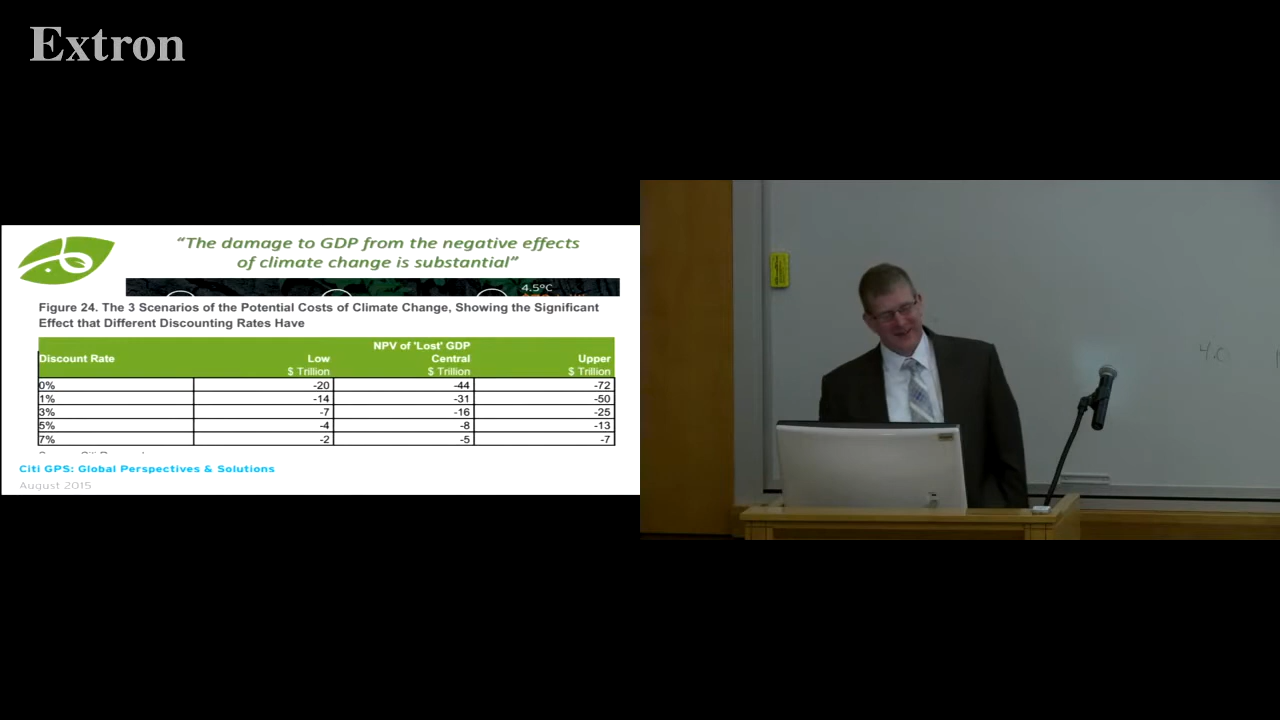 Extron
“The damage to GDP from the negative effects
of climate change is substantial”
4.5°C
Figure 24. The 3 Scenarios of the Potential Costs of Climate Change, Showing the Significant
Effect that Different Discounting Rates Have
NPV of 'Lost' GDP
Discount Rate Low Central Upper
$ Trillion $ Trillion $ Trillion
0% -20 -44 -72
1% -14 -31 -50
3% -7 -16 -25
5% -4 -8 -13
7% -2 -5 -7
Citi GPS: Global Perspectives & Solutions
August 2015
4.0